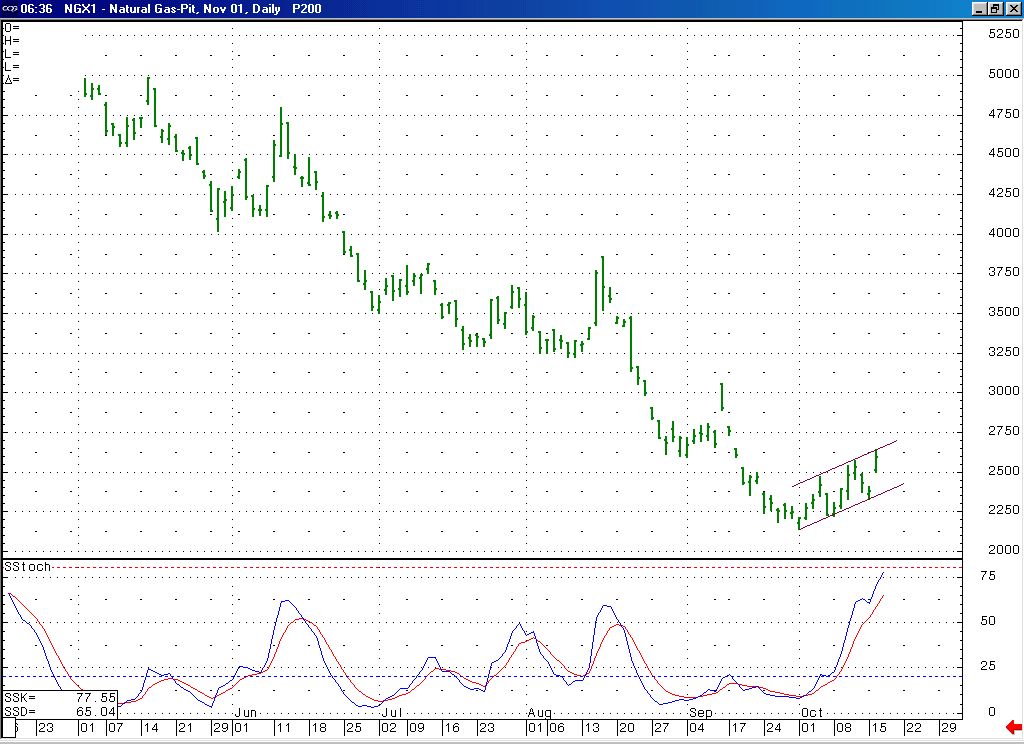 06:36 NGX1 - Natural Gas-Pit, Nov 01, Daily P200
O=
H=
L=
L=
Δ=
5250
5000
4750
4500
4250
4000
3750
3500
3250
3000
2750
2500
2250
2000
SStoch
75
50
25
0
SSK= 77.55
SSD= 65.04
Jun Jul Aug Sep Oct
23 01 07 14 21 29 01 11 18 25 02 09 16 23 01 06 13 20 27 04 10 17 24 01 08 15 22 29